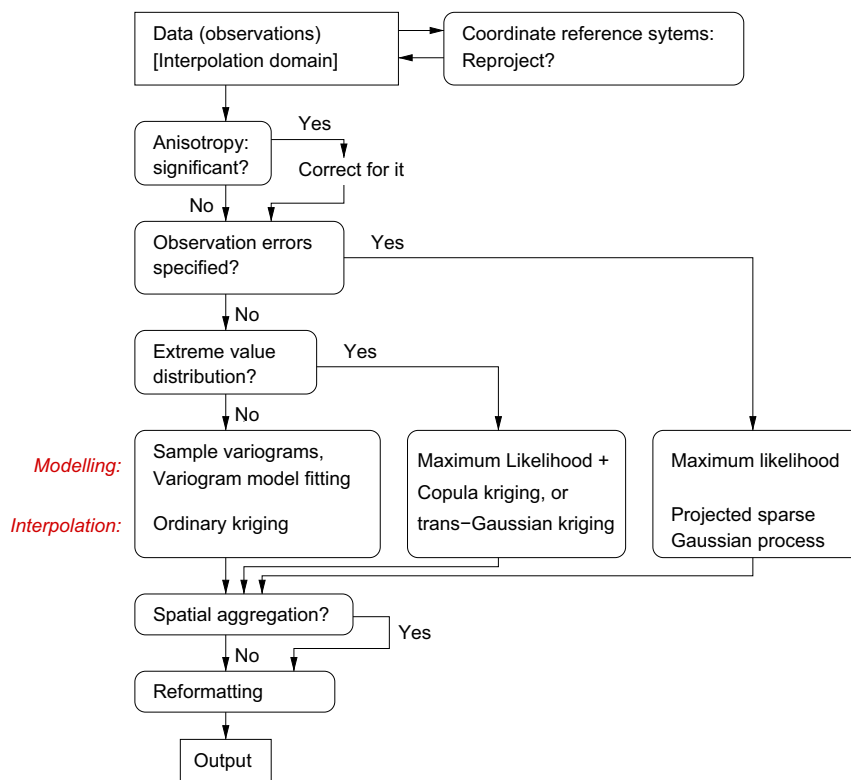 Data (observations)
[Interpolation domain]
Coordinate reference sytems:
Reproject?
Anisotropy:
significant?
Yes
Correct for it
No
Observation errors
specified?
Yes
No
Extreme value
distribution?
Yes
No
Modelling:
Sample variograms,
Variogram model fitting
Interpolation:
Ordinary kriging
Maximum Likelihood +
Copula kriging, or
trans−Gaussian kriging
Maximum likelihood
Projected sparse
Gaussian process
Spatial aggregation?
Yes
No
Reformatting
Output